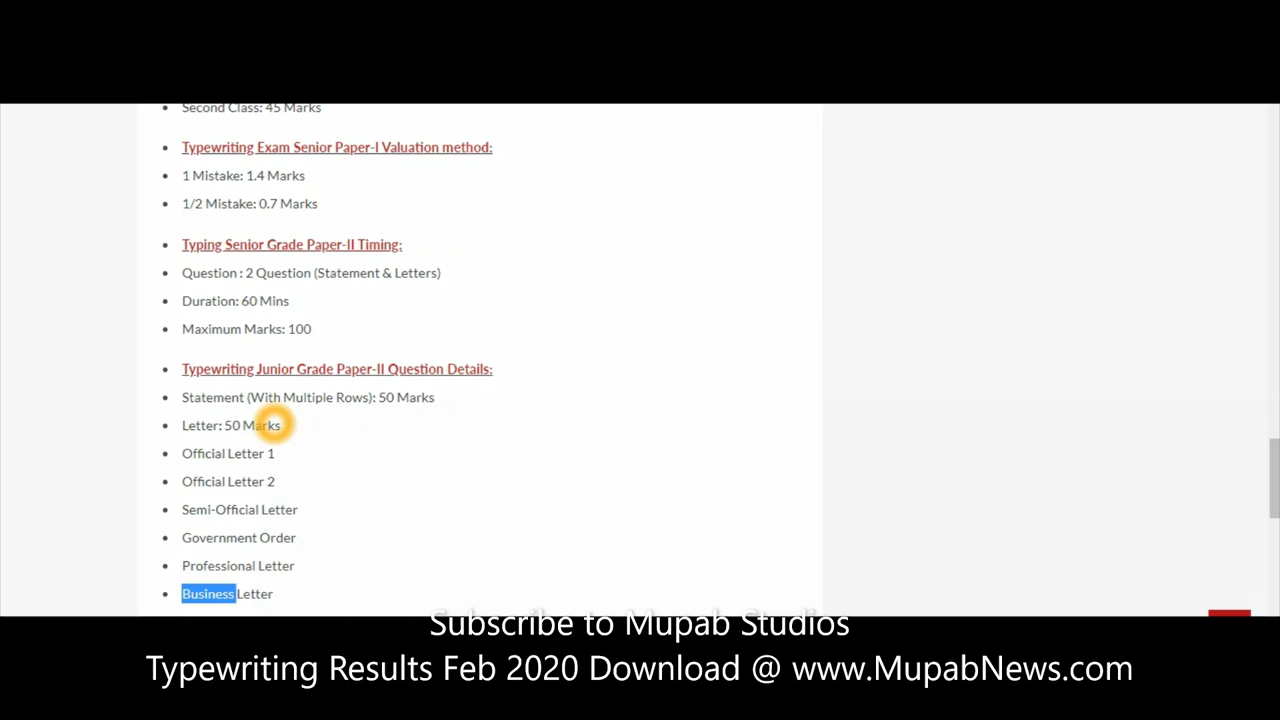 Second Class: 45 Marks
Typewriting Exam Senior Paper-I Valuation method:
1 Mistake: 1.4 Marks
1/2 Mistake: 0.7 Marks
Typing Senior Grade Paper-II Timing:
Question : 2 Question (Statement & Letters)
Duration: 60 Mins
Maximum Marks: 100
Typewriting Junior Grade Paper-II Question Details:
Statement (With Multiple Rows): 50 Marks
Letter: 50 Marks
Official Letter 1
Official Letter 2
Semi-Official Letter
Government Order
Professional Letter
Business Letter
Subscribe to Mupab Studios
Typewriting Results Feb 2020 Download @ www.MupabNews.com